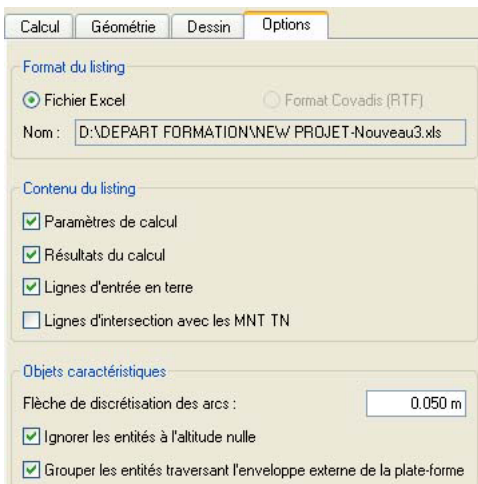 Calcul Géométrie Dessin Options
Format du listing
Fichier Excel Format Covadis (RTF)
Nom : D:\DEPART FORMATION\NEW PROJET-Nouveau3.xls
Contenu du listing
Paramètres de calcul
Résultats du calcul
Lignes d'entrée en terre
Lignes d'intersection avec les MNT TN
Objets caractéristiques
Flèche de discrétisation des arcs : 0.050 m
Ignorer les entités à l'altitude nulle
Grouper les entités traversant l'enveloppe externe de la plate-forme